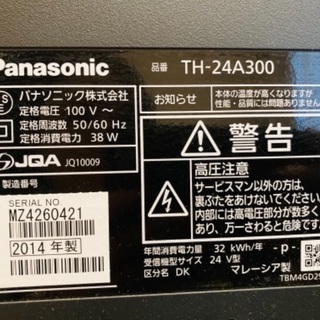 Panasonic
品番 TH-24A300
パナソニック株式会社
定格電圧 100 V
定格周波数 50/60 Hz
定格消費電力 38 W
JQA JQ10009
製造番号
SERIAL NO.
MZ4260421
2014 年製
お知らせ
本体の温度が高くなりますが
性能・品質には問題ありません
警告
高圧注意
サービスマン以外の方は、
裏ぶたをあけないでください。
内部には高電圧部分が数多く
あり、万一さわると危険です。
年間消費電力量 32 kWh/年
受信機型サイズ 24 V型
区分名 DK
-p-
マレーシア製